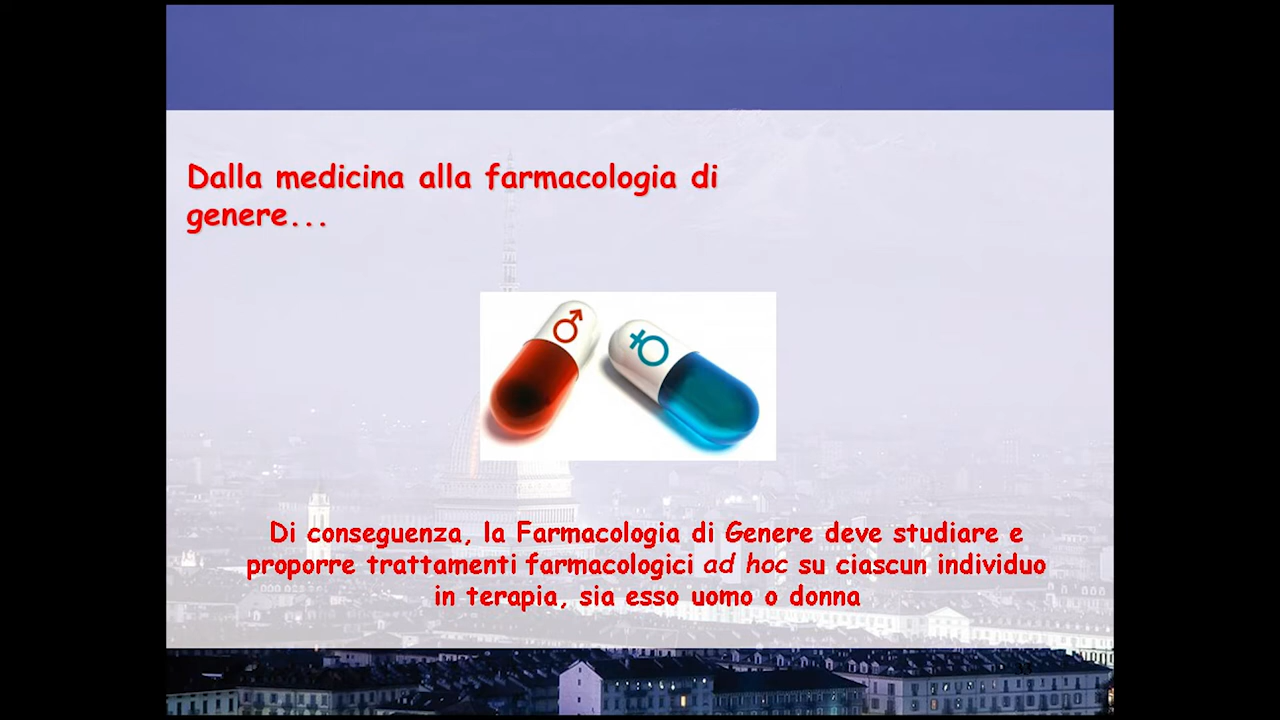 Dalla medicina alla farmacologia di
genere...
Di conseguenza, la Farmacologia di Genere deve studiare e
proporre trattamenti farmacologici ad hoc su ciascun individuo
in terapia, sia esso uomo o donna